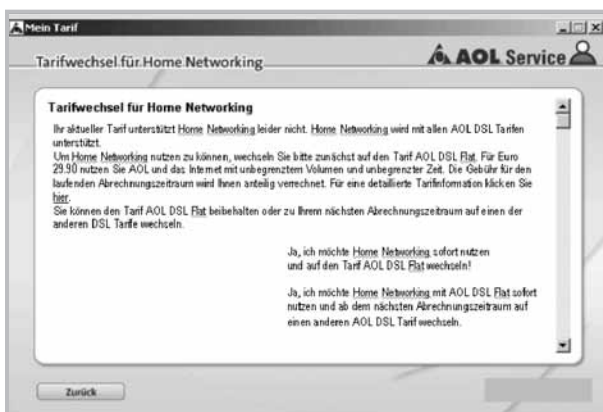 Mein Tarif
Tarifwechsel für Home Networking
AOL Service
Tarifwechsel für Home Networking
Ihr aktueller Tarif unterstützt Home Networking leider nicht. Home Networking wird mit allen AOL DSL Tarifen
unterstützt.
Um Home Networking nutzen zu können, wechseln Sie bitte zunächst auf den Tarif AOL DSL Flat. Für Euro
29.90 nutzen Sie AOL und das Internet mit unbegrenztem Volumen und unbegrenzter Zeit. Die Gebühr für den
laufenden Abrechnungszeitraum wird Ihnen anteilig verrechnet. Für eine detaillierte Tarifinformation klicken Sie
hier.
Sie können den Tarif AOL DSL Flat beibehalten oder zu Ihrem nächsten Abrechnungszeitraum auf einen der
anderen DSL Tarife wechseln.
Ja, ich möchte Home Networking sofort nutzen
und auf den Tarif AOL DSL Flat wechseln!
Ja, ich möchte Home Networking mit AOL DSL Flat sofort
nutzen und ab dem nächsten Abrechnungszeitraum auf
einen anderen AOL DSL Tarif wechseln.
Zurück